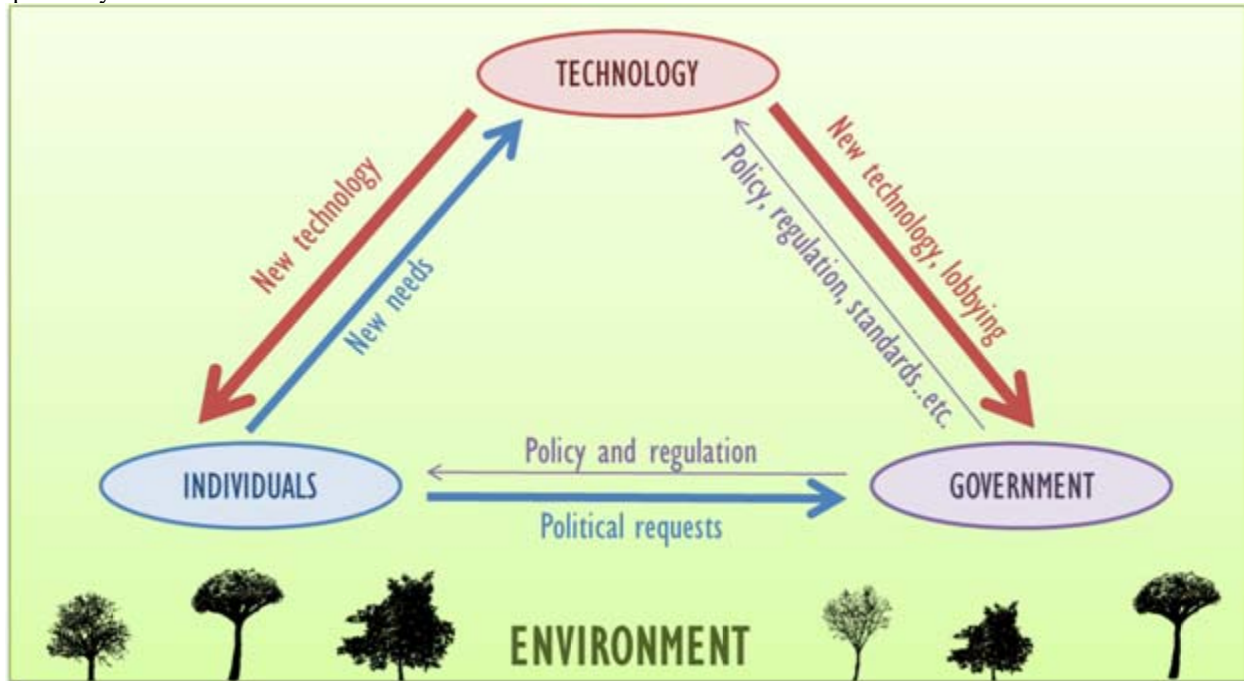 TECHNOLOGY
New technology
New needs
Policy, regulation, standards..etc.
New technology, lobbying
INDIVIDUALS
Policy and regulation
Political requests
GOVERNMENT
ENVIRONMENT